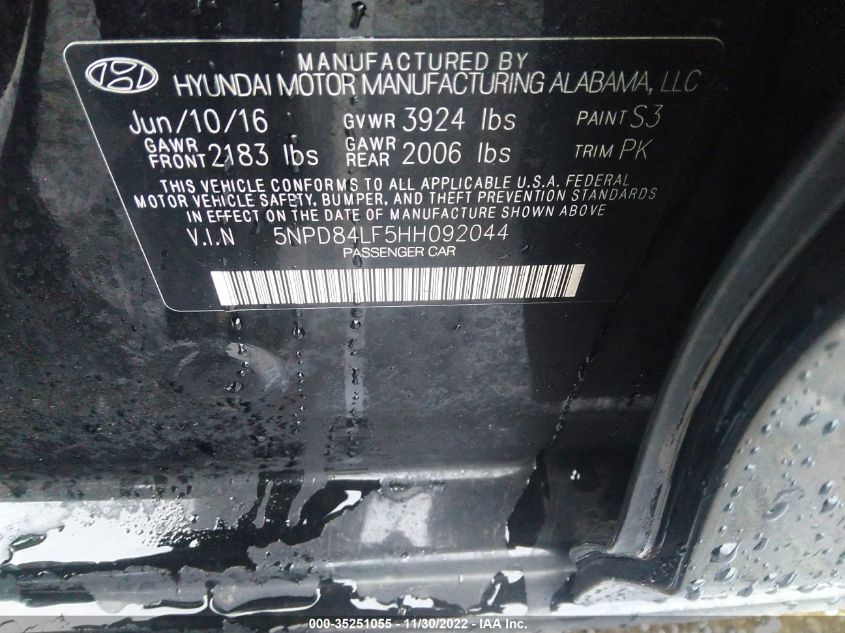 MANUFACTURED BY
HYUNDAI MOTOR MANUFACTURING ALABAMA, LLC
Jun/10/16 GVWR 3924 lbs PAINT S3
GAWR FRONT 2183 lbs GAWR REAR 2006 lbs TRIM PK
THIS VEHICLE CONFORMS TO ALL APPLICABLE U.S.A. FEDERAL
MOTOR VEHICLE SAFETY, BUMPER, AND THEFT PREVENTION STANDARDS
IN EFFECT ON THE DATE OF MANUFACTURE SHOWN ABOVE
V.I.N 5NPD84LF5HH092044
PASSENGER CAR
000-35251055 - 11/30/2022 - IAA Inc.